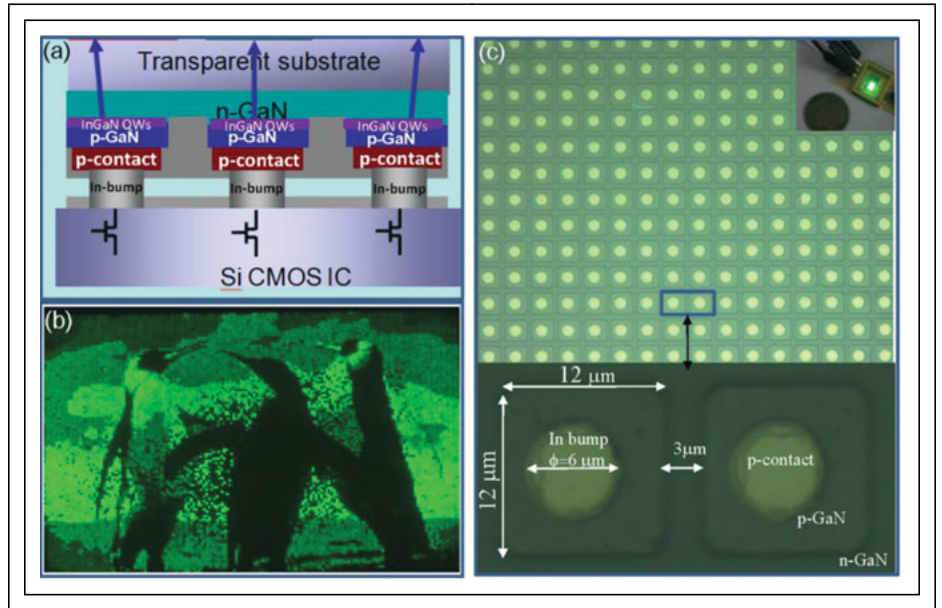 (a)
Transparent substrate
n-GaN
InGaN QWs
InGaN QWs
InGaN QWs
p-GaN
p-GaN
p-GaN
p-contact
p-contact
p-contact
In-bump
In-bump
In-bump
Si CMOS IC
(b)
(c)
12 μm
12 μm
In bump
ϕ=6 μm
3μm
p-contact
p-GaN
n-GaN